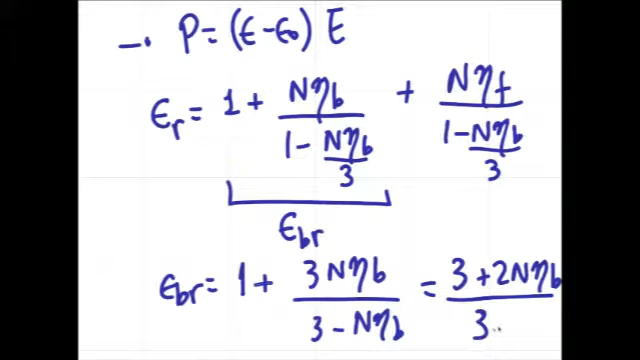 P = (ϵ - ϵ₀) E
ϵr = 1 + Nηb / (1 - Nηb/3) + Nηf / (1 - Nηb/3)
ϵbr
ϵbr = 1 + 3Nηb / (3 - Nηb) = (3 + 2Nηb) / 3